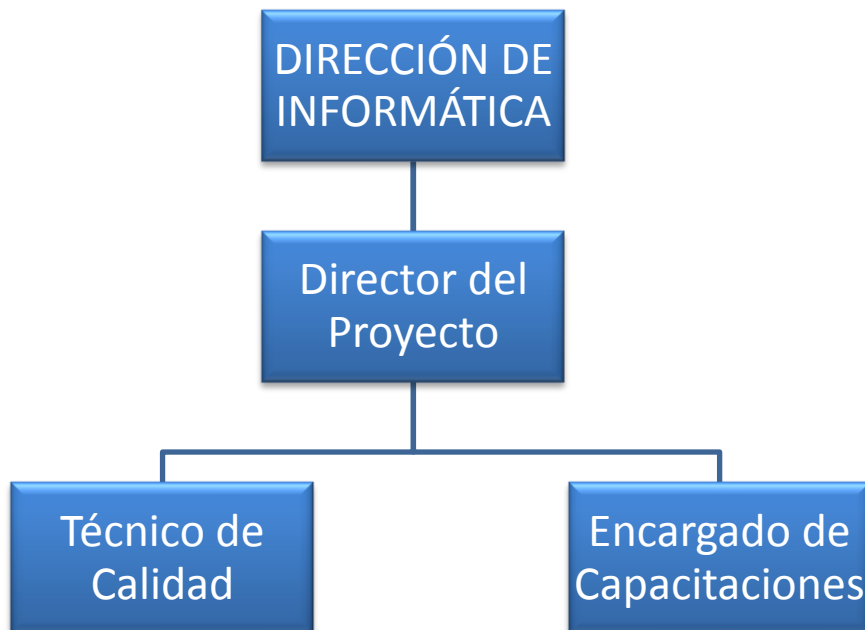 DIRECCIÓN DE
INFORMÁTICA
Director del
Proyecto
Técnico de
Calidad
Encargado de
Capacitaciones